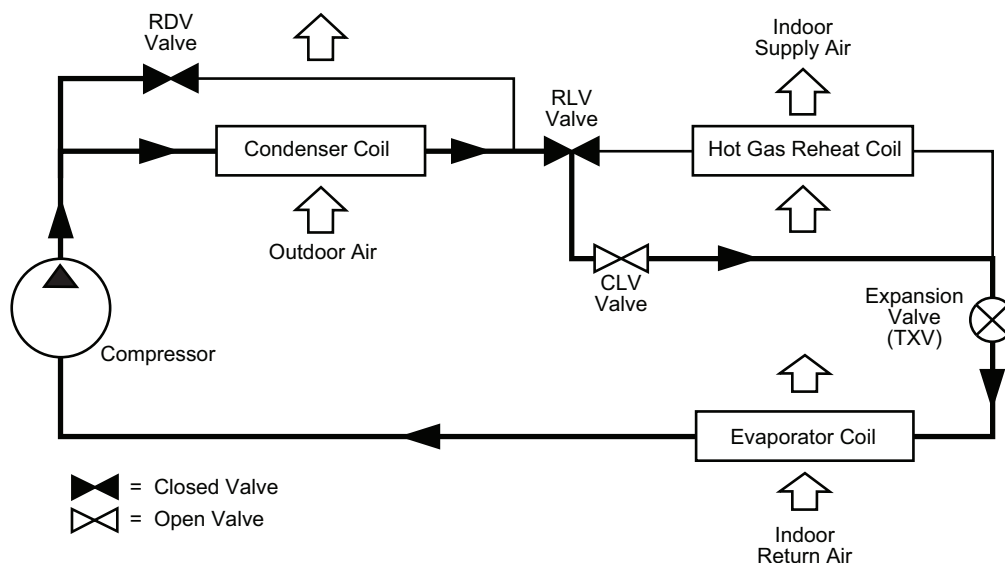 RDV
Valve
Indoor
Supply Air
RLV
Valve
Condenser Coil
Hot Gas Reheat Coil
Outdoor Air
CLV
Valve
Expansion
Valve
(TXV)
Compressor
Evaporator Coil
= Closed Valve
= Open Valve
Indoor
Return Air